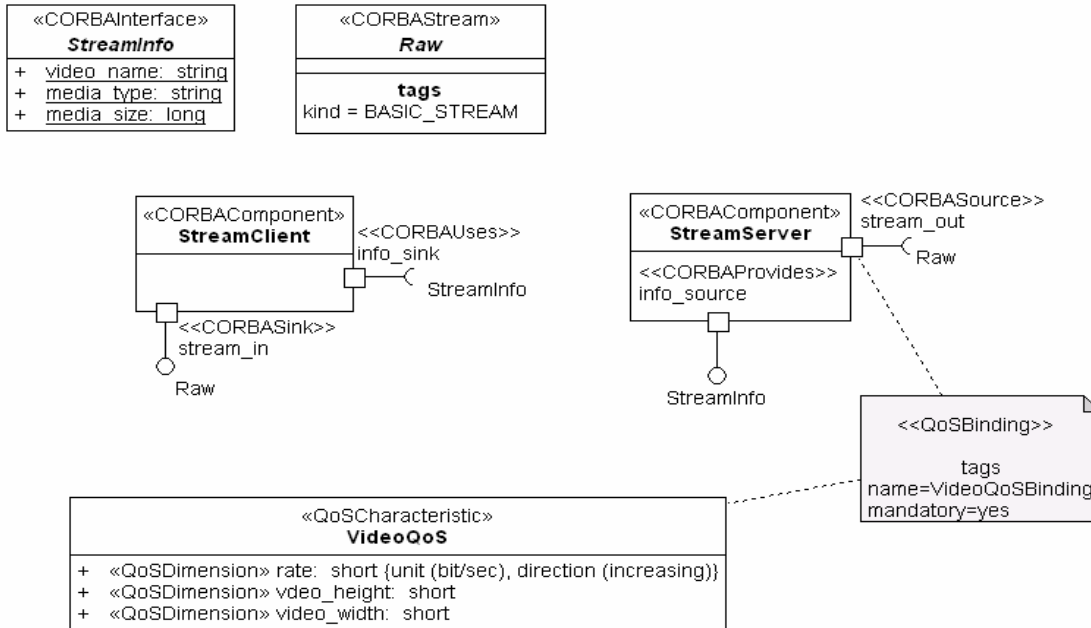 «CORBAInterface»
StreamInfo
+ video_name: string
+ media_type: string
+ media_size: long
«CORBAStream»
Raw
tags
kind = BASIC_STREAM
«CORBAComponent»
StreamClient
<<CORBAUses>>
info_sink
StreamInfo
<<CORBASink>>
stream_in
Raw
«CORBAComponent»
StreamServer
<<CORBAProvides>>
info_source
StreamInfo
<<CORBASource>>
stream_out
Raw
<<QoSBinding>>
tags
name=VideoQoSBinding
mandatory=yes
«QoSCharacteristic»
VideoQoS
+ «QoSDimension» rate: short {unit (bit/sec), direction (increasing)}
+ «QoSDimension» vdeo_height: short
+ «QoSDimension» video_width: short